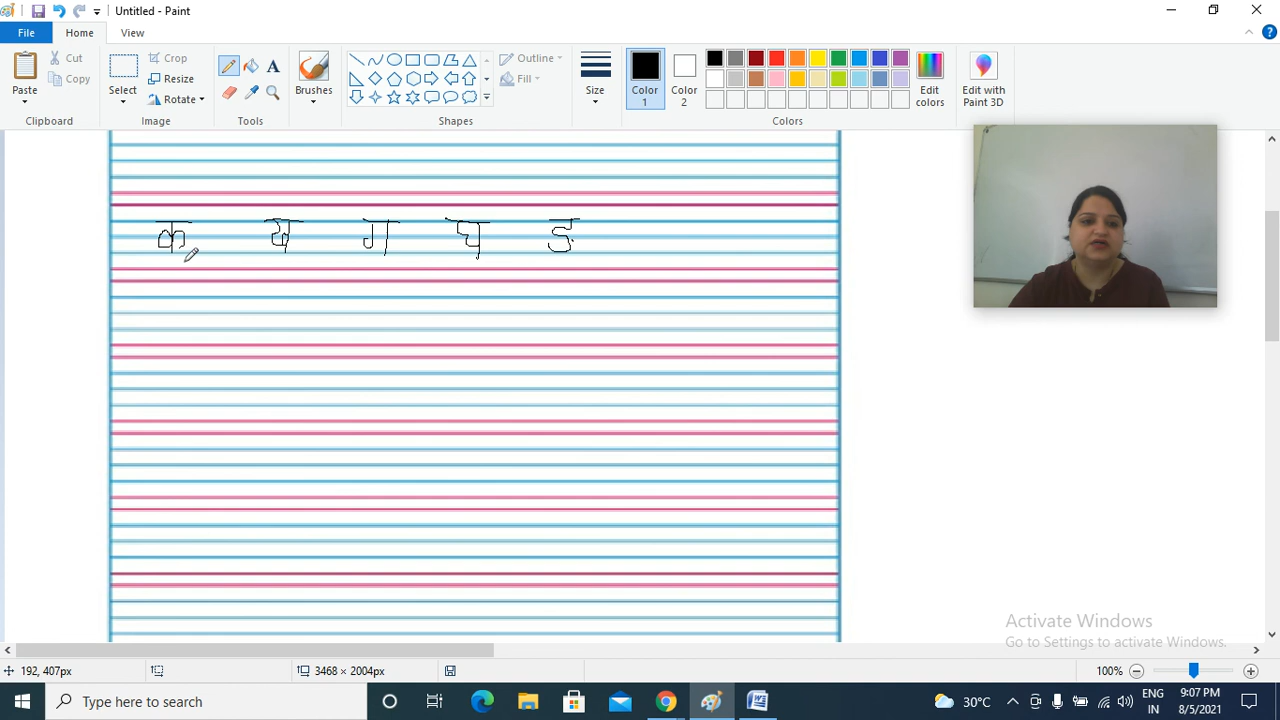 Untitled - Paint
File Home View
Paste Cut Copy Clipboard
Select Crop Resize Rotate Image
Tools
Brushes
Shapes Outline Fill
Size
Color 1 Color 2 Colors
Edit colors
Edit with Paint 3D
क ख ग घ ङ
Activate Windows
Go to Settings to activate Windows.
192, 407px 3468 × 2004px 100%
Type here to search 30°C ENG IN 9:07 PM 8/5/2021